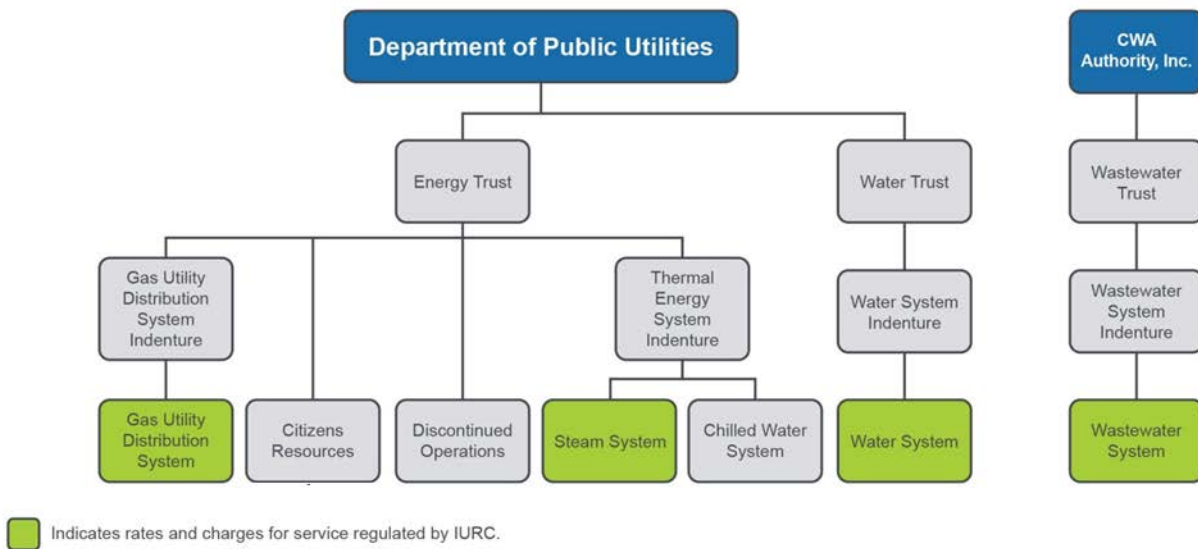 Department of Public Utilities
CWA
Authority, Inc.
Energy Trust
Water Trust
Wastewater
Trust
Gas Utility
Distribution
System
Indenture
Thermal
Energy
System
Indenture
Water System
Indenture
Wastewater
System
Indenture
Gas Utility
Distribution
System
Citizens
Resources
Discontinued
Operations
Steam System
Chilled Water
System
Water System
Wastewater
System
Indicates rates and charges for service regulated by IURC.